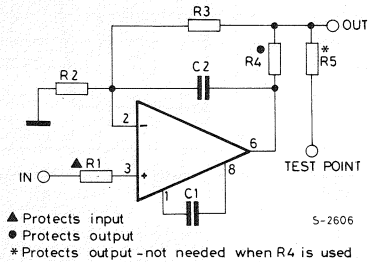 R3
OUT
R2
C2
● R4
* R5
2
−
6
TEST POINT
IN
▲ R1
3
+
1
C1
8
▲ Protects input
S-2606
● Protects output
* Protects output - not needed when R4 is used